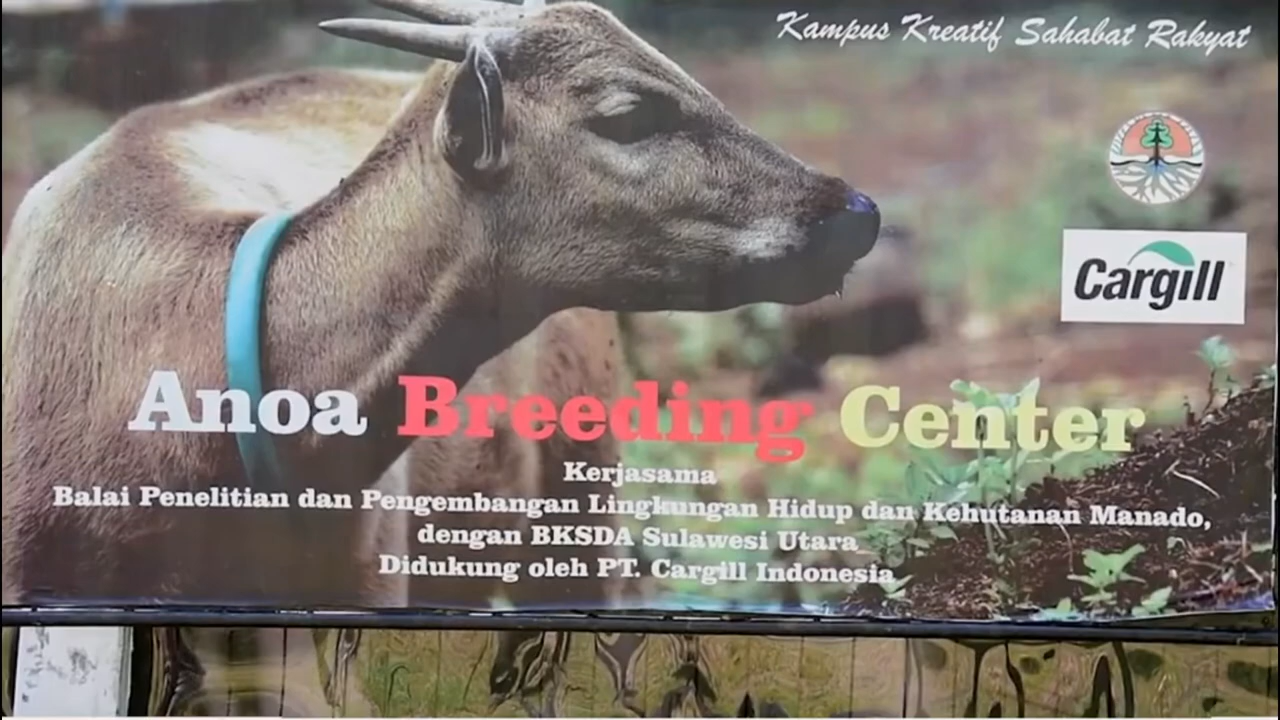 Kampus Kreatif Sahabat Rakyat
Cargill
Anoa Breeding Center
Kerjasama
Balai Penelitian dan Pengembangan Lingkungan Hidup dan Kehutanan Manado,
dengan BKSDA Sulawesi Utara
Didukung oleh PT. Cargill Indonesia